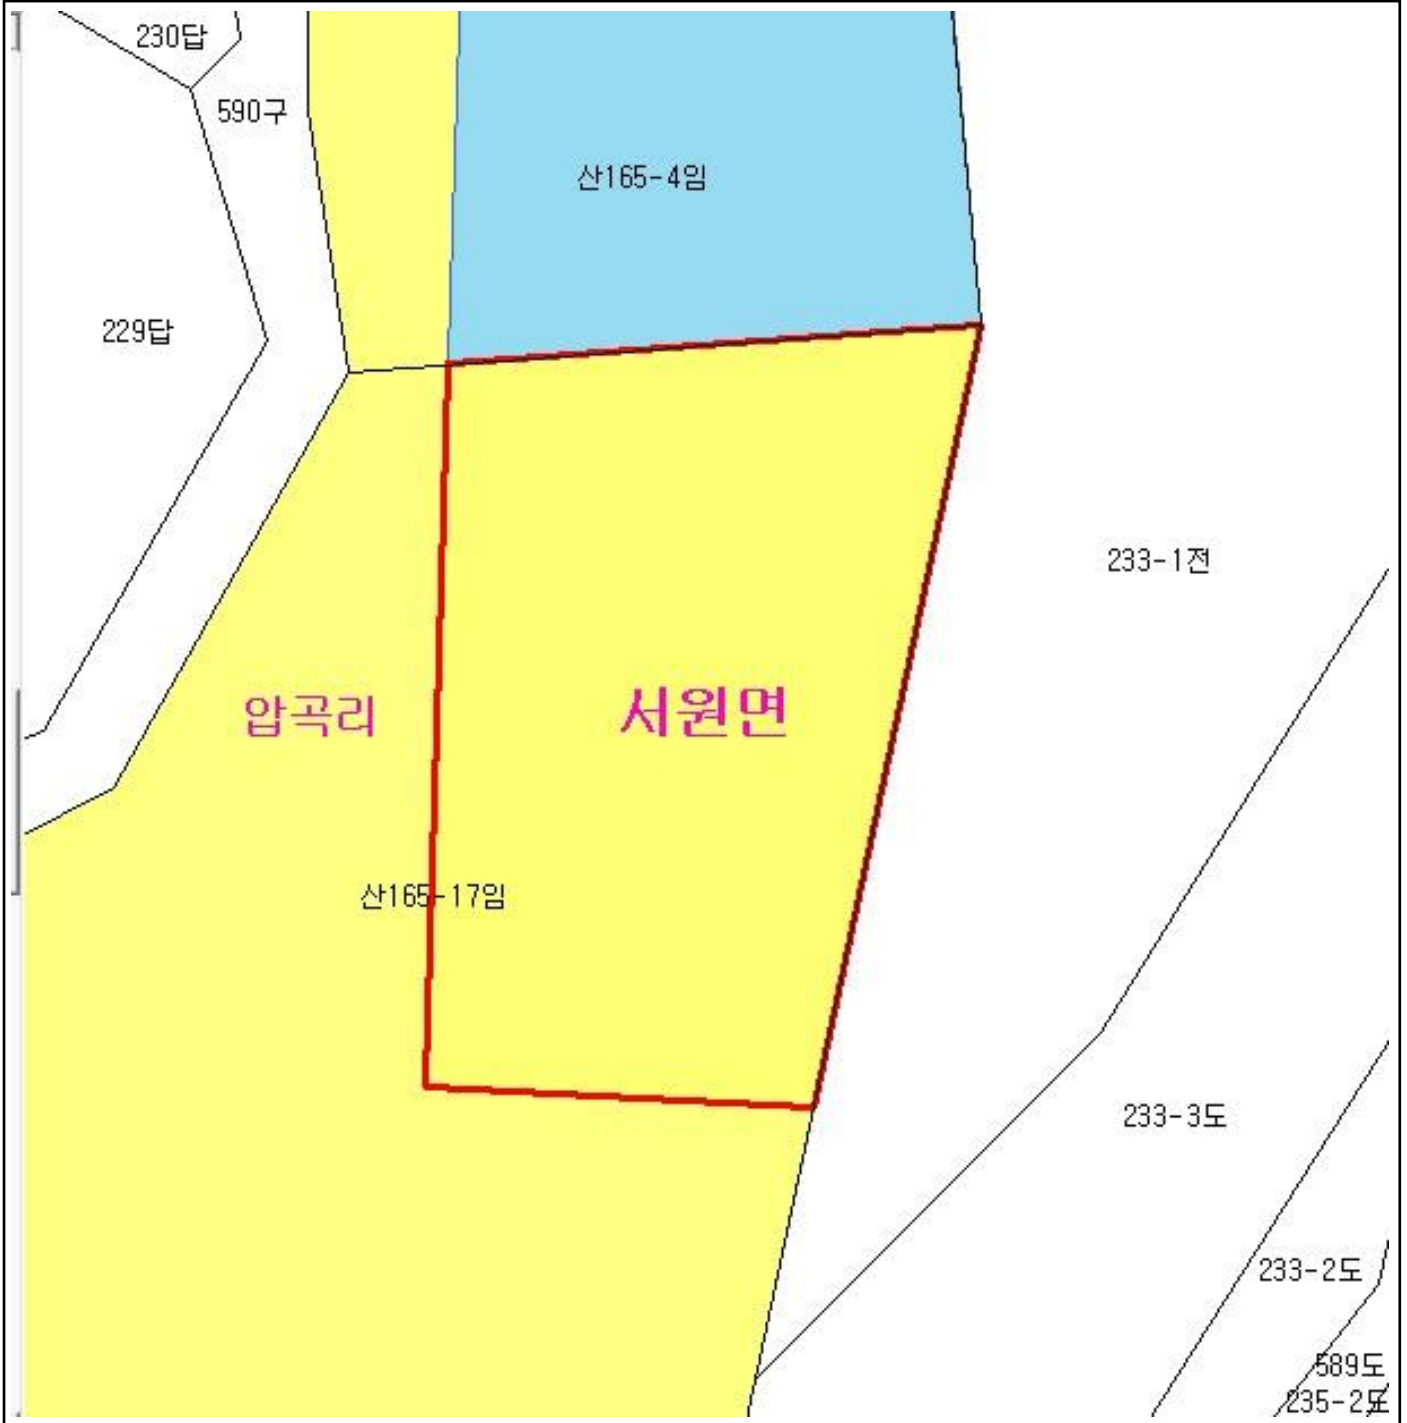 230답
590구
산165-4임
229답
233-1전
압곡리
서원면
산165-17임
233-3도
233-2도
589도
235-2도